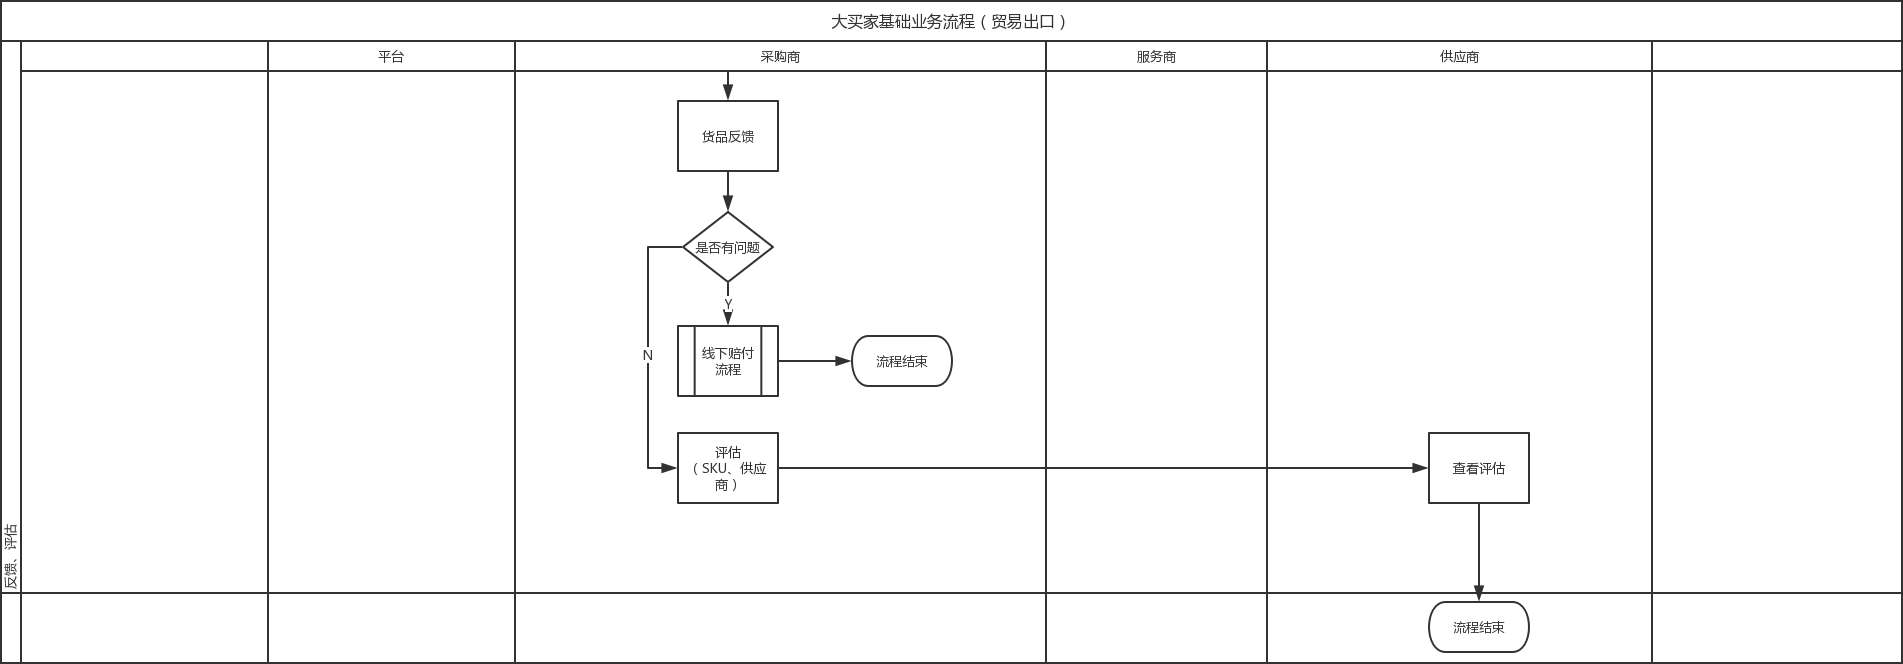 大买家基础业务流程（贸易出口）
平台
采购商
服务商
供应商
货品反馈
是否有问题
Y
N
线下赔付
流程
流程结束
评估
（SKU、供应
商）
查看评估
反馈、评估
流程结束